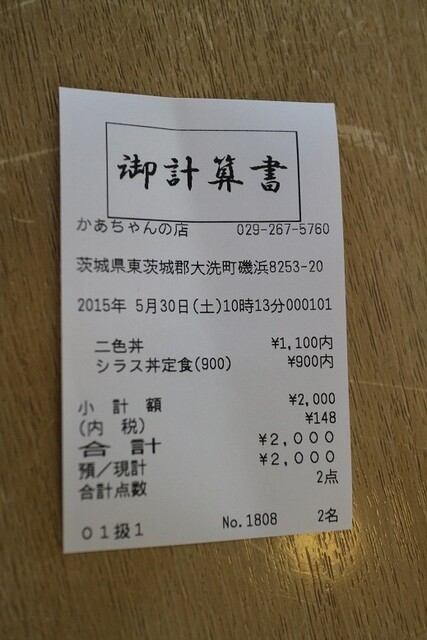 御計算書
かあちゃんの店 029-267-5760
茨城県東茨城郡大洗町磯浜8253-20
2015年 5月30日(土)10時13分000101
二色丼 ¥1,100内
シラス丼定食(900) ¥900内
小計額 ¥2,000
(内 税) ¥148
合計 ¥2,000
預/現計 ¥2,000
合計点数 2点
01扱1 No.1808 2名